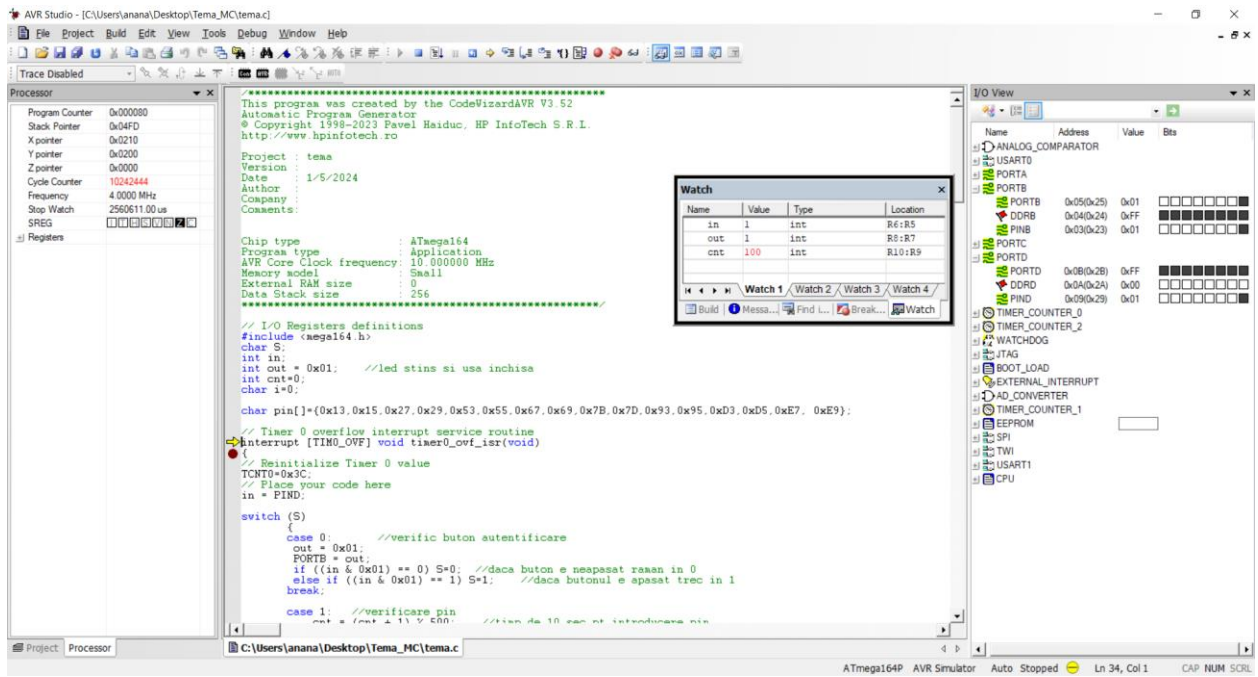 AVR Studio - [C:\Users\anana\Desktop\Tema_MC\tema.c]
File Project Build Edit View Tools Debug Window Help
Trace Disabled
Processor
Program Counter 0x000080
Stack Pointer 0x04FD
X pointer 0x0210
Y pointer 0x0200
Z pointer 0x0000
Cycle Counter 10242444
Frequency 4.0000 MHz
Stop Watch 2560611.00 us
SREG I T H S V N Z C
Registers
Project Processor
/*******************************************************
This program was created by the CodeWizardAVR V3.52
Automatic Program Generator
© Copyright 1998-2023 Pavel Haiduc, HP InfoTech S.R.L.
http://www.hpinfotech.ro
Project : tema
Version :
Date : 1/5/2024
Author :
Company :
Comments:
Chip type : ATmega164
Program type : Application
AVR Core Clock frequency: 10.000000 MHz
Memory model : Small
External RAM size : 0
Data Stack size : 256
*******************************************************/
// I/O Registers definitions
#include <mega164.h>
char S;
int in;
int out = 0x01; //led stins si usa inchisa
int cnt=0;
char i=0;
char pin[]={0x13,0x15,0x27,0x29,0x53,0x55,0x67,0x69,0x7B,0x7D,0x93,0x95,0xD3,0xD5,0xE7, 0xE9};
// Timer 0 overflow interrupt service routine
interrupt [TIM0_OVF] void timer0_ovf_isr(void)
{
// Reinitialize Timer 0 value
TCNT0=0x3C;
// Place your code here
in = PIND;
switch (S)
{
case 0: //verific buton autentificare
out = 0x01;
PORTB = out;
if ((in & 0x01) == 0) S=0; //daca buton e neapasat raman in 0
else if ((in & 0x01) == 1) S=1; //daca butonul e apasat trec in 1
break;
case 1: //verificare pin
cnt = (cnt + 1) % 500; //timp de 10 sec pt introducere pin
C:\Users\anana\Desktop\Tema_MC\tema.c
Watch
Name Value Type Location
in 1 int R6:R5
out 1 int R8:R7
cnt 100 int R10:R9
Watch 1 Watch 2 Watch 3 Watch 4
Build Messa... Find i... Break... Watch
I/O View
Name Address Value Bits
ANALOG_COMPARATOR
USART0
PORTA
PORTB
PORTB 0x05(0x25) 0x01
DDRB 0x04(0x24) 0xFF
PINB 0x03(0x23) 0x01
PORTC
PORTD
PORTD 0x0B(0x2B) 0xFF
DDRD 0x0A(0x2A) 0x00
PIND 0x09(0x29) 0x01
TIMER_COUNTER_0
TIMER_COUNTER_2
WATCHDOG
JTAG
BOOT_LOAD
EXTERNAL_INTERRUPT
AD_CONVERTER
TIMER_COUNTER_1
EEPROM
SPI
TWI
USART1
CPU
ATmega164P AVR Simulator Auto Stopped Ln 34, Col 1 CAP NUM SCRL